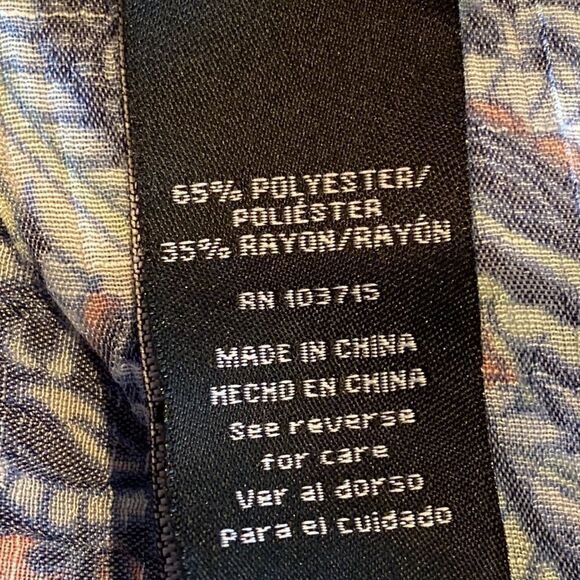 65% POLYESTER/
POLIÉSTER
35% RAYON/RAYÓN
RN 103715
MADE IN CHINA
HECHO EN CHINA
See reverse
for care
Ver al dorso
para el cuidado